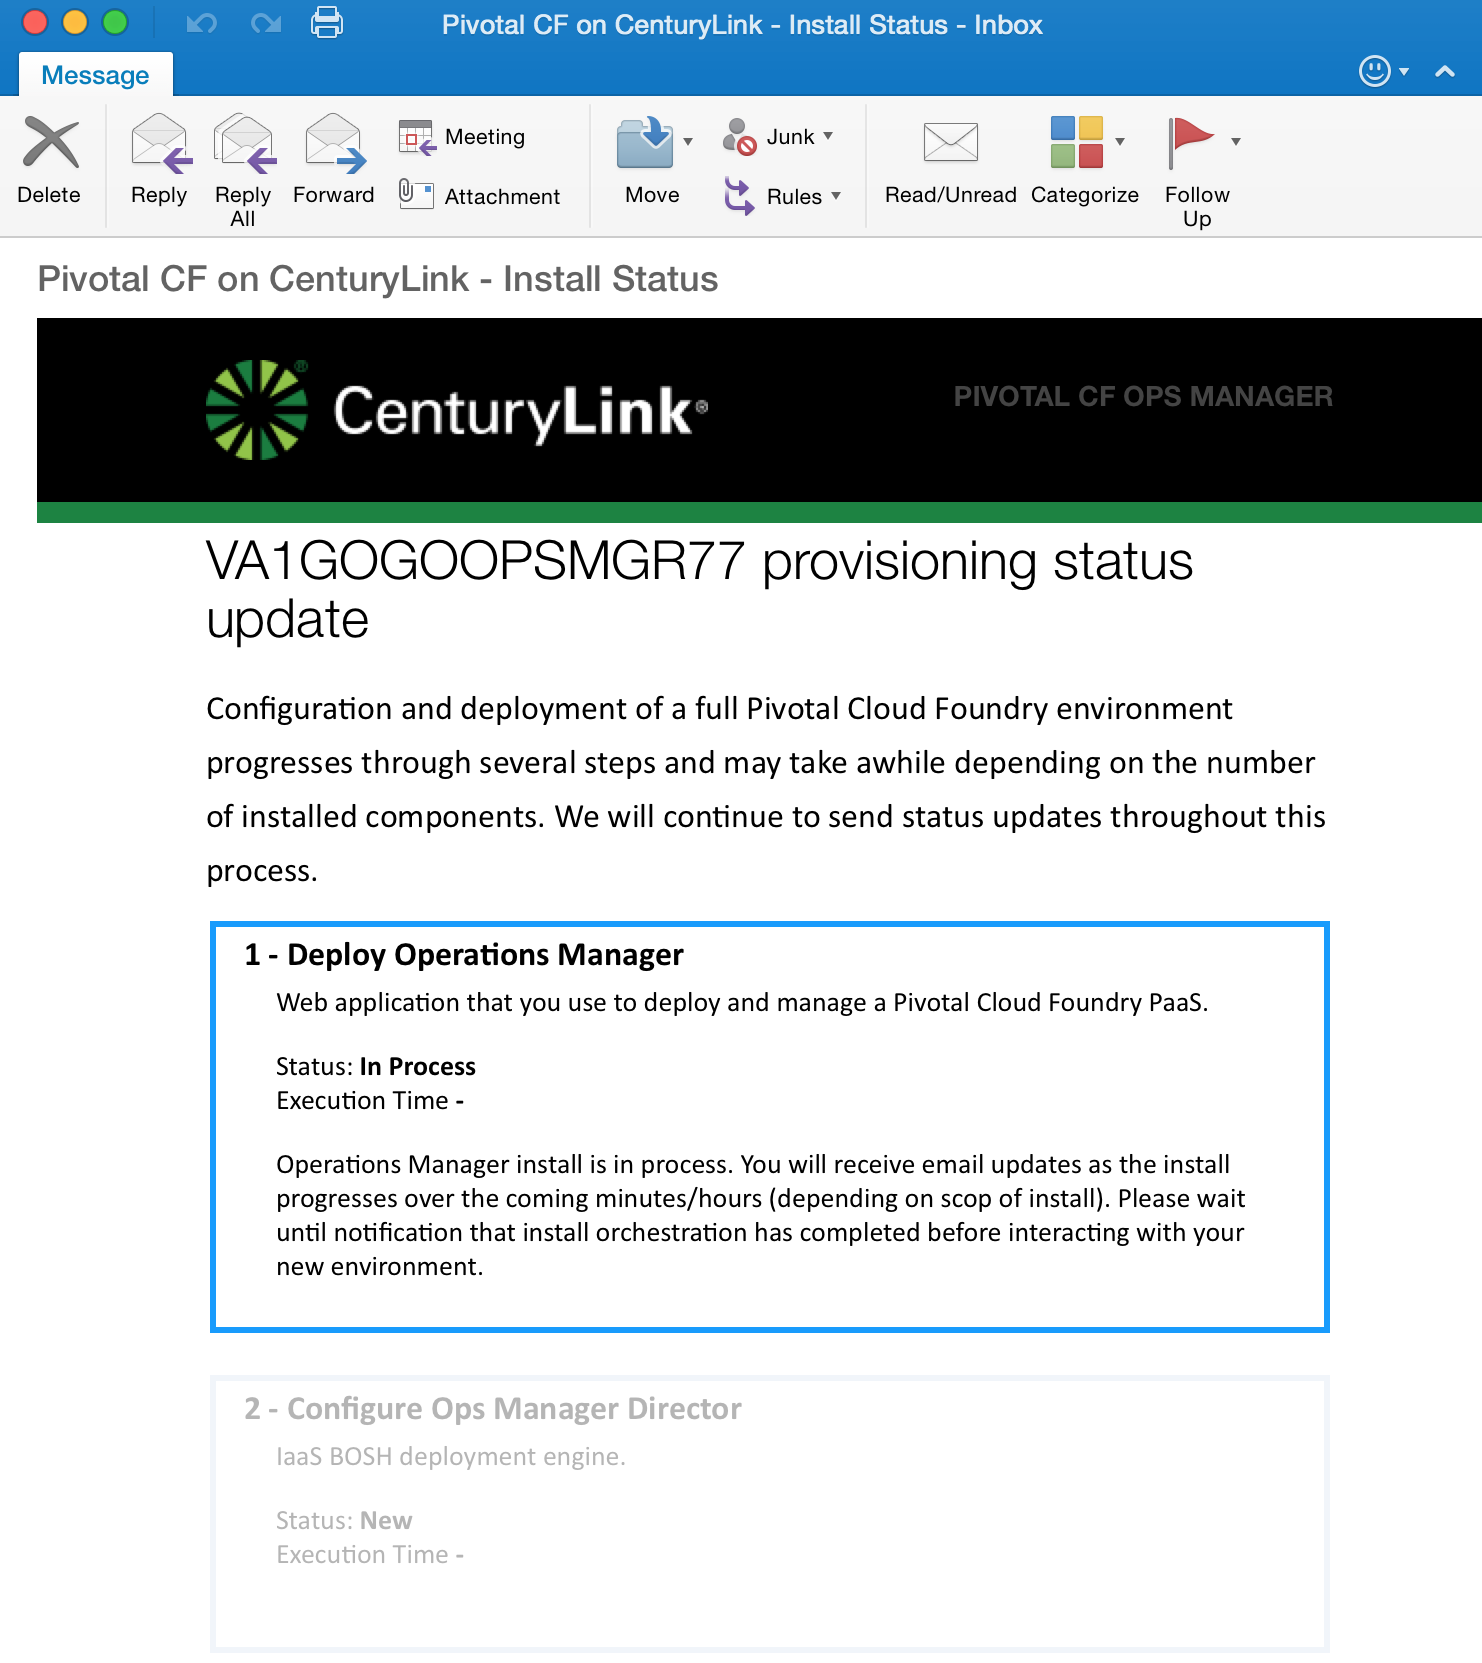 Pivotal CF on CenturyLink - Install Status - Inbox
Message
Delete
Reply
Reply All
Forward
Meeting
Attachment
Move
Junk
Rules
Read/Unread
Categorize
Follow Up
Pivotal CF on CenturyLink - Install Status
CenturyLink®
PIVOTAL CF OPS MANAGER
VA1GOGOOPSMGR77 provisioning status
update
Configuration and deployment of a full Pivotal Cloud Foundry environment
progresses through several steps and may take awhile depending on the number
of installed components. We will continue to send status updates throughout this
process.
1 - Deploy Operations Manager
Web application that you use to deploy and manage a Pivotal Cloud Foundry PaaS.
Status: In Process
Execution Time -
Operations Manager install is in process. You will receive email updates as the install
progresses over the coming minutes/hours (depending on scop of install). Please wait
until notification that install orchestration has completed before interacting with your
new environment.
2 - Configure Ops Manager Director
IaaS BOSH deployment engine.
Status: New
Execution Time -